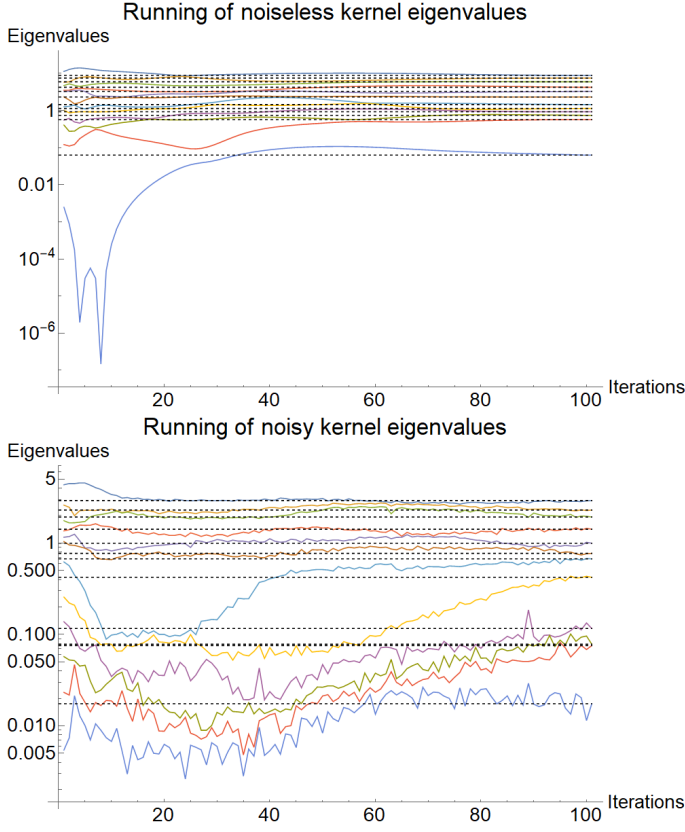 Running of noiseless kernel eigenvalues
Eigenvalues
1
0.01
10⁻⁴
10⁻⁶
20 40 60 80 100 Iterations
Running of noisy kernel eigenvalues
Eigenvalues
5
1
0.500
0.100
0.050
0.010
0.005
20 40 60 80 100 Iterations